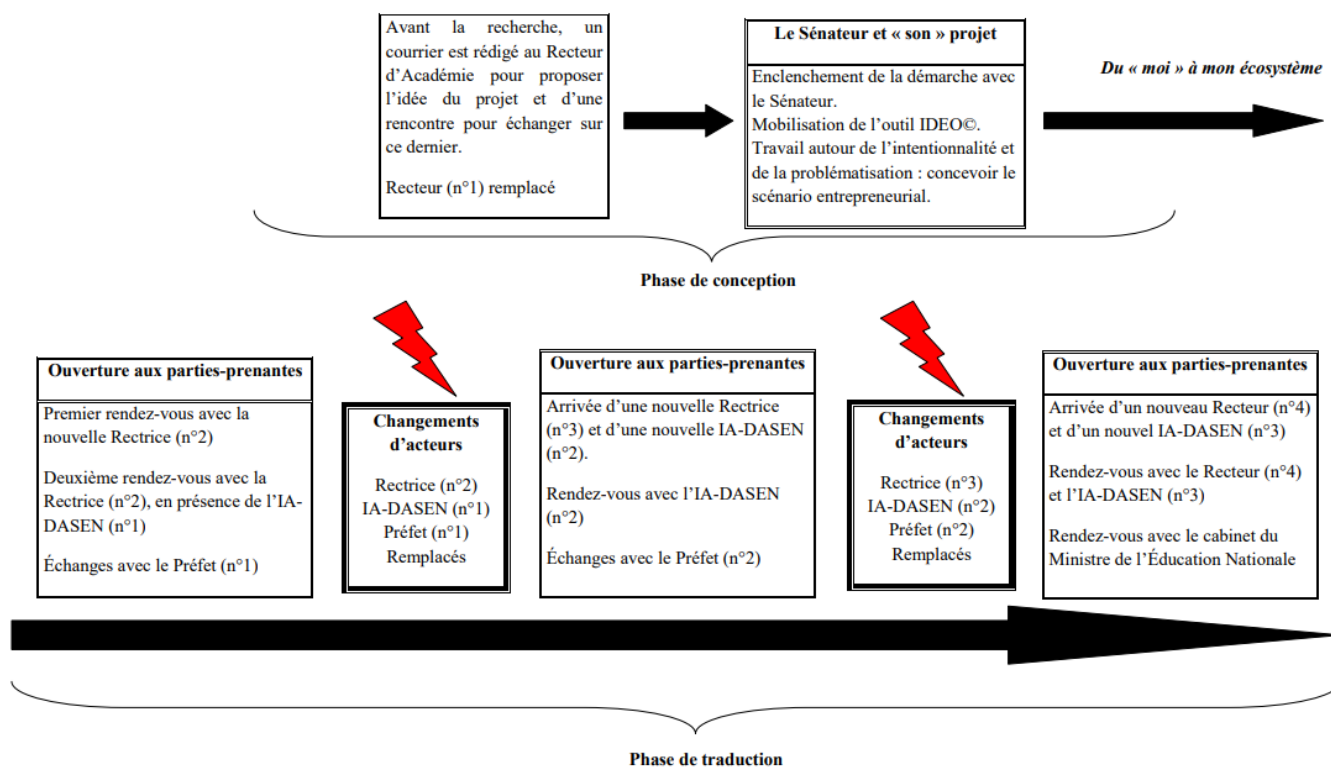 Avant la recherche, un
courrier est rédigé au Recteur
d’Académie pour proposer
l’idée du projet et d’une
rencontre pour échanger sur
ce dernier.
Recteur (n°1) remplacé
Le Sénateur et « son » projet
Enclenchement de la démarche avec
le Sénateur.
Mobilisation de l’outil IDEO©.
Travail autour de l’intentionnalité et
de la problématisation : concevoir le
scénario entrepreneurial.
Du « moi » à mon écosystème
Phase de conception
Ouverture aux parties-prenantes
Premier rendez-vous avec la
nouvelle Rectrice (n°2)
Deuxième rendez-vous avec la
Rectrice (n°2), en présence de l’IA-
DASEN (n°1)
Échanges avec le Préfet (n°1)
Changements
d’acteurs
Rectrice (n°2)
IA-DASEN (n°1)
Préfet (n°1)
Remplacés
Ouverture aux parties-prenantes
Arrivée d’une nouvelle Rectrice
(n°3) et d’une nouvelle IA-DASEN
(n°2).
Rendez-vous avec l’IA-DASEN
(n°2)
Échanges avec le Préfet (n°2)
Changements
d’acteurs
Rectrice (n°3)
IA-DASEN (n°2)
Préfet (n°2)
Remplacés
Ouverture aux parties-prenantes
Arrivée d’un nouveau Recteur (n°4)
et d’un nouvel IA-DASEN (n°3)
Rendez-vous avec le Recteur (n°4)
et l’IA-DASEN (n°3)
Rendez-vous avec le cabinet du
Ministre de l’Éducation Nationale
Phase de traduction